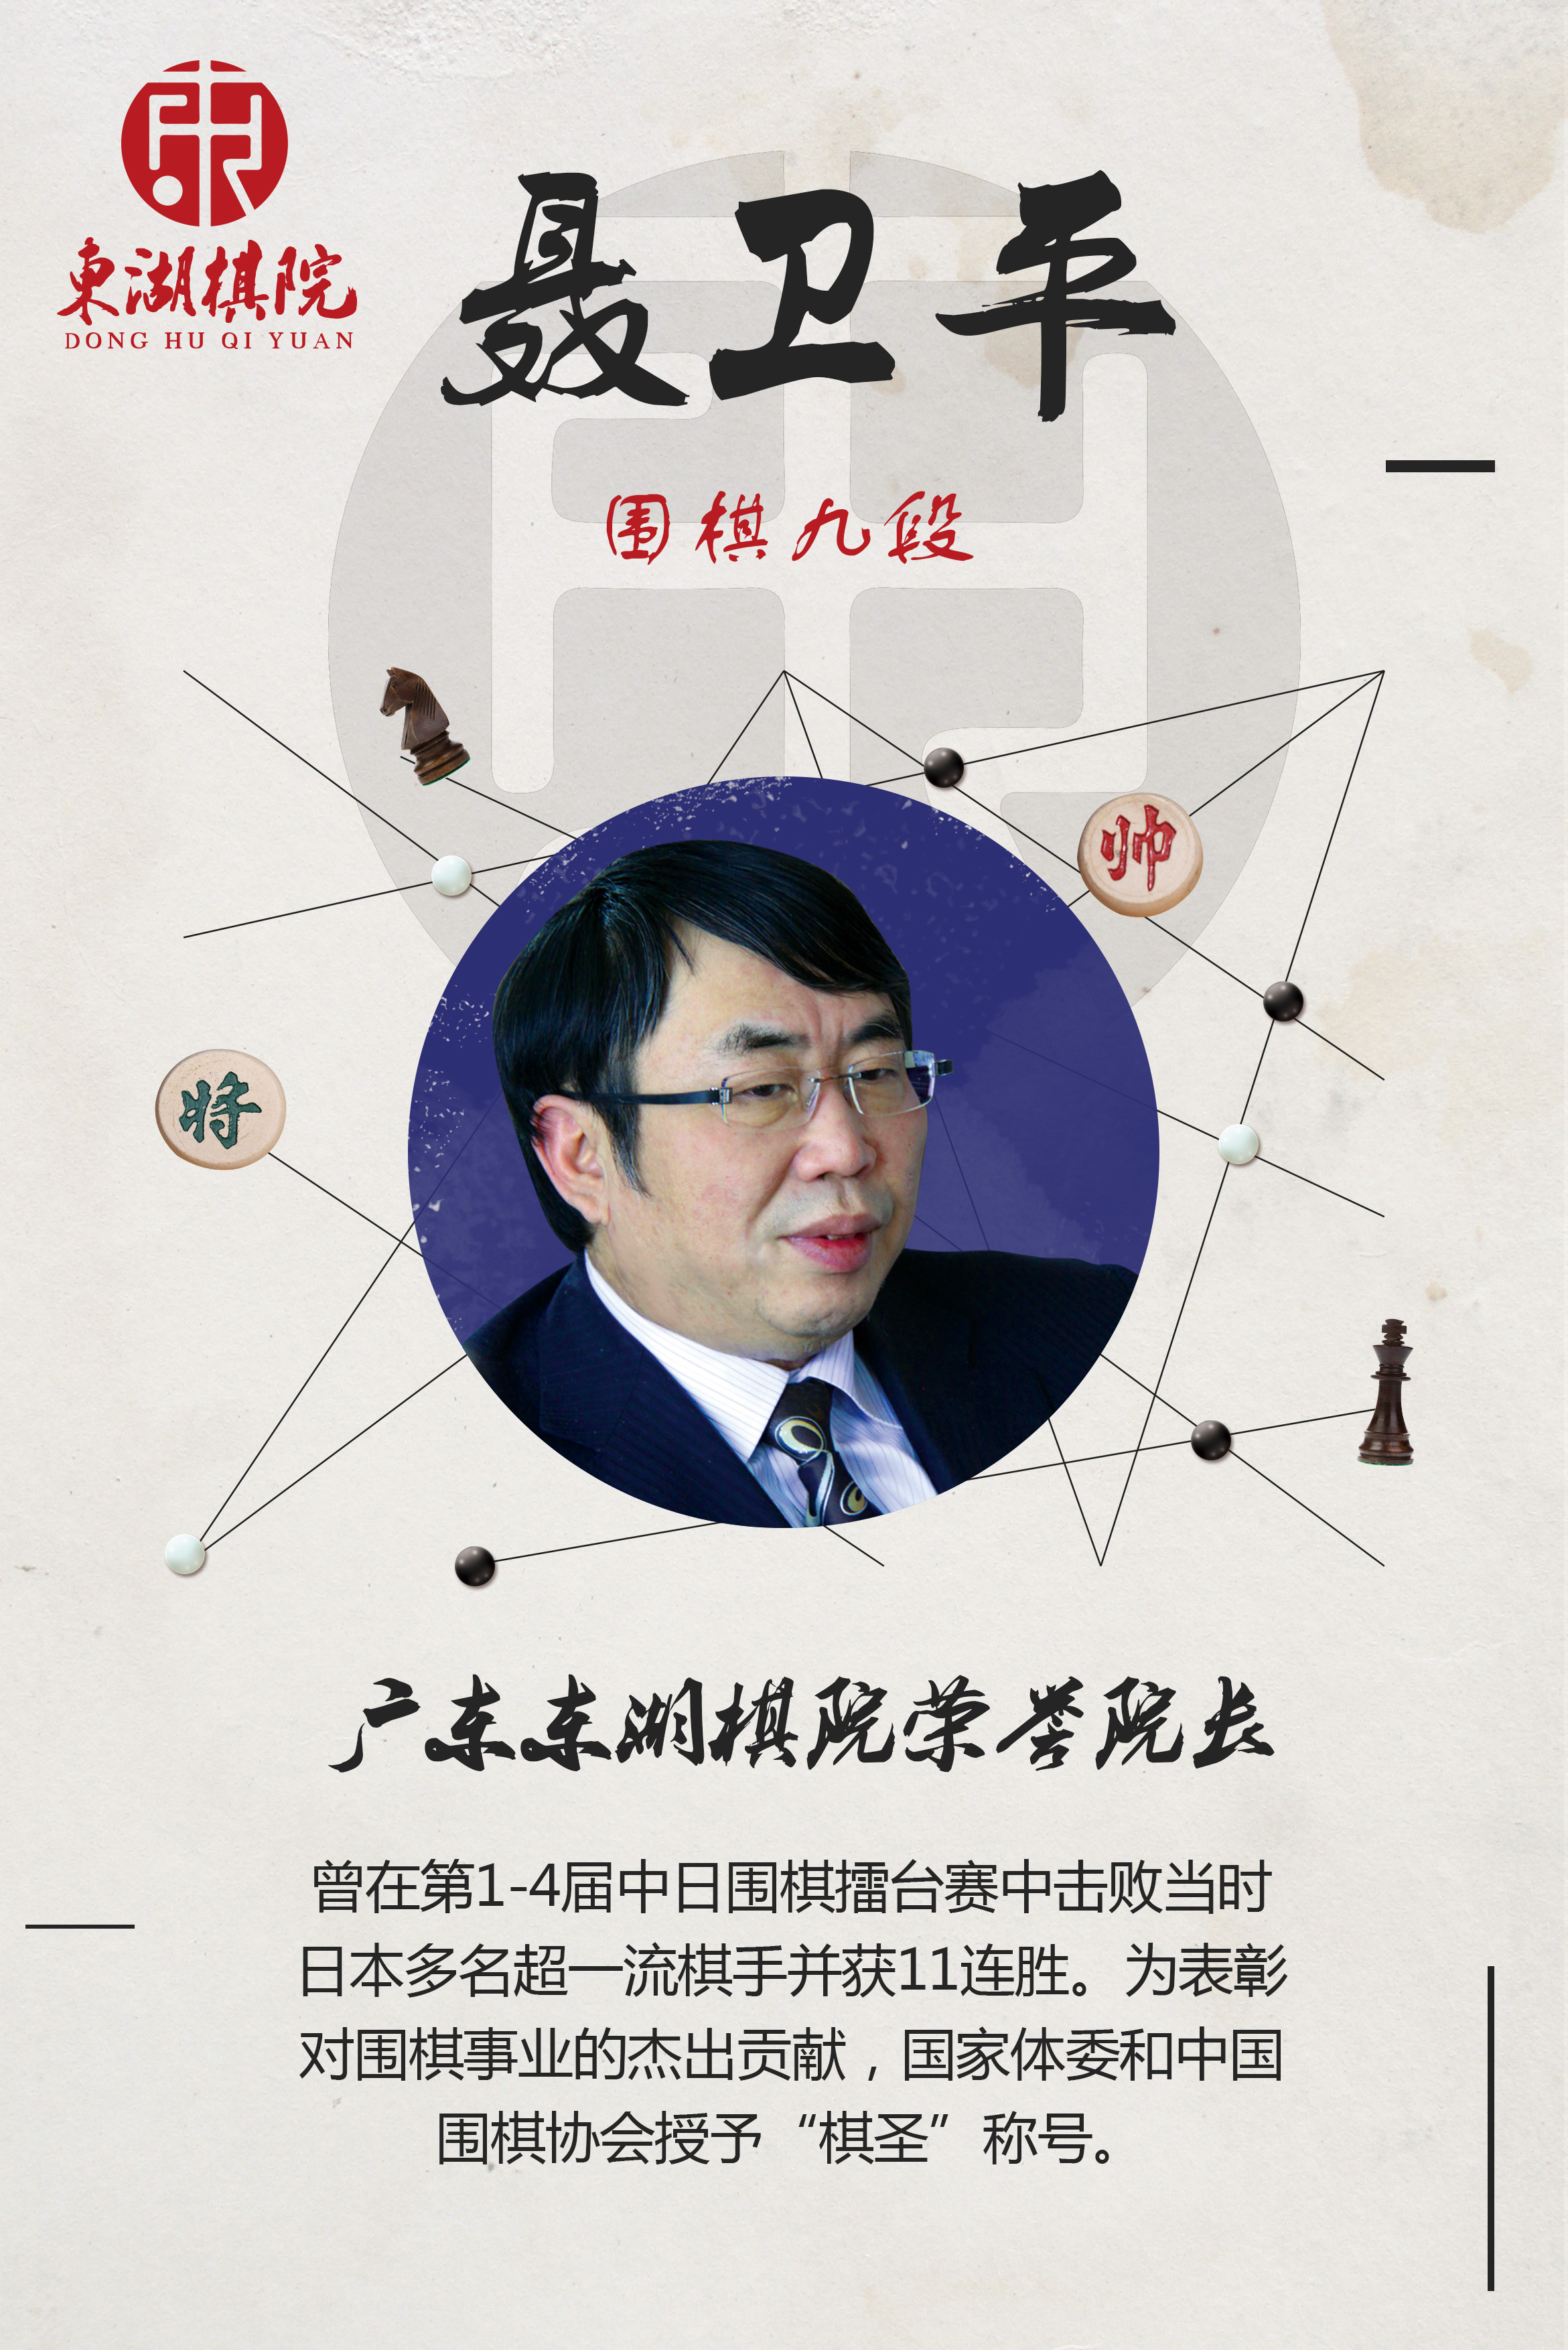 東湖棋院
DONG HU QI YUAN
聂卫平
围棋九段
帅
将
广东东湖棋院荣誉院长
曾在第1-4届中日围棋擂台赛中击败当时
日本多名超一流棋手并获11连胜。为表彰
对围棋事业的杰出贡献，国家体委和中国
围棋协会授予“棋圣”称号。